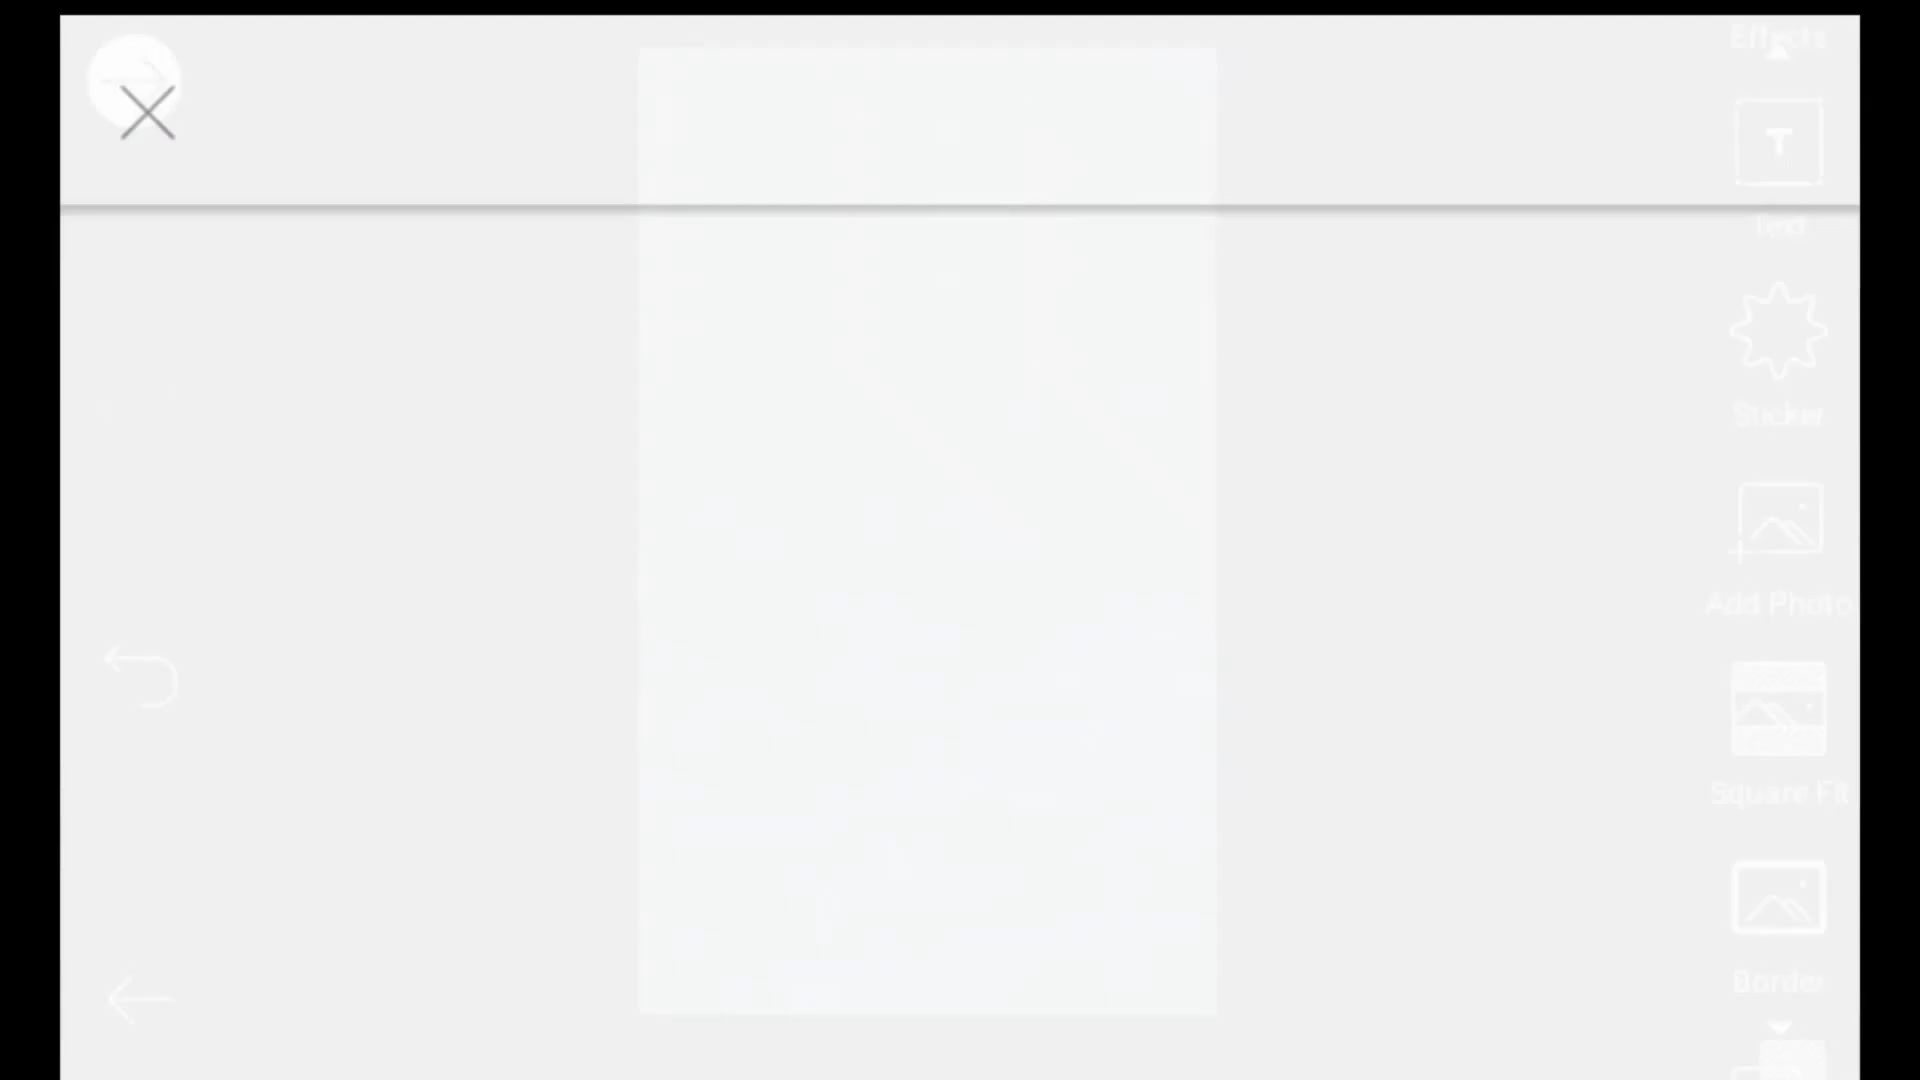 Effects
T
Text
Sticker
Add Photo
Square Fit
Border